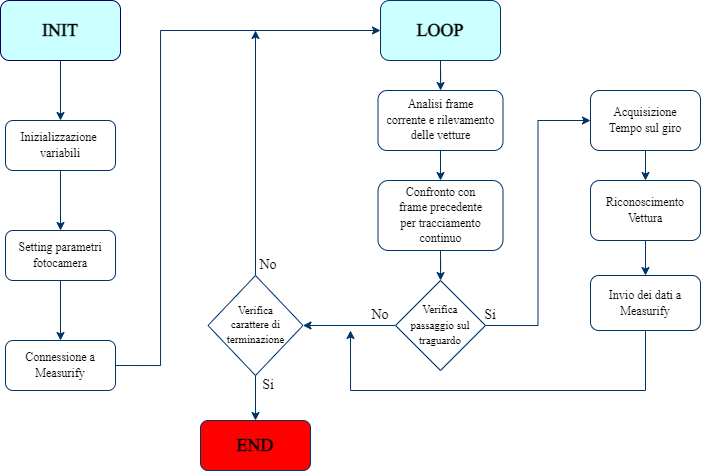 INIT
Inizializzazione
variabili
Setting parametri
fotocamera
Connessione a
Measurify
LOOP
Analisi frame
corrente e rilevamento
delle vetture
Confronto con
frame precedente
per tracciamento
continuo
Verifica
passaggio sul
traguardo
No
Si
Acquisizione
Tempo sul giro
Riconoscimento
Vettura
Invio dei dati a
Measurify
Verifica
carattere di
terminazione
No
Si
END